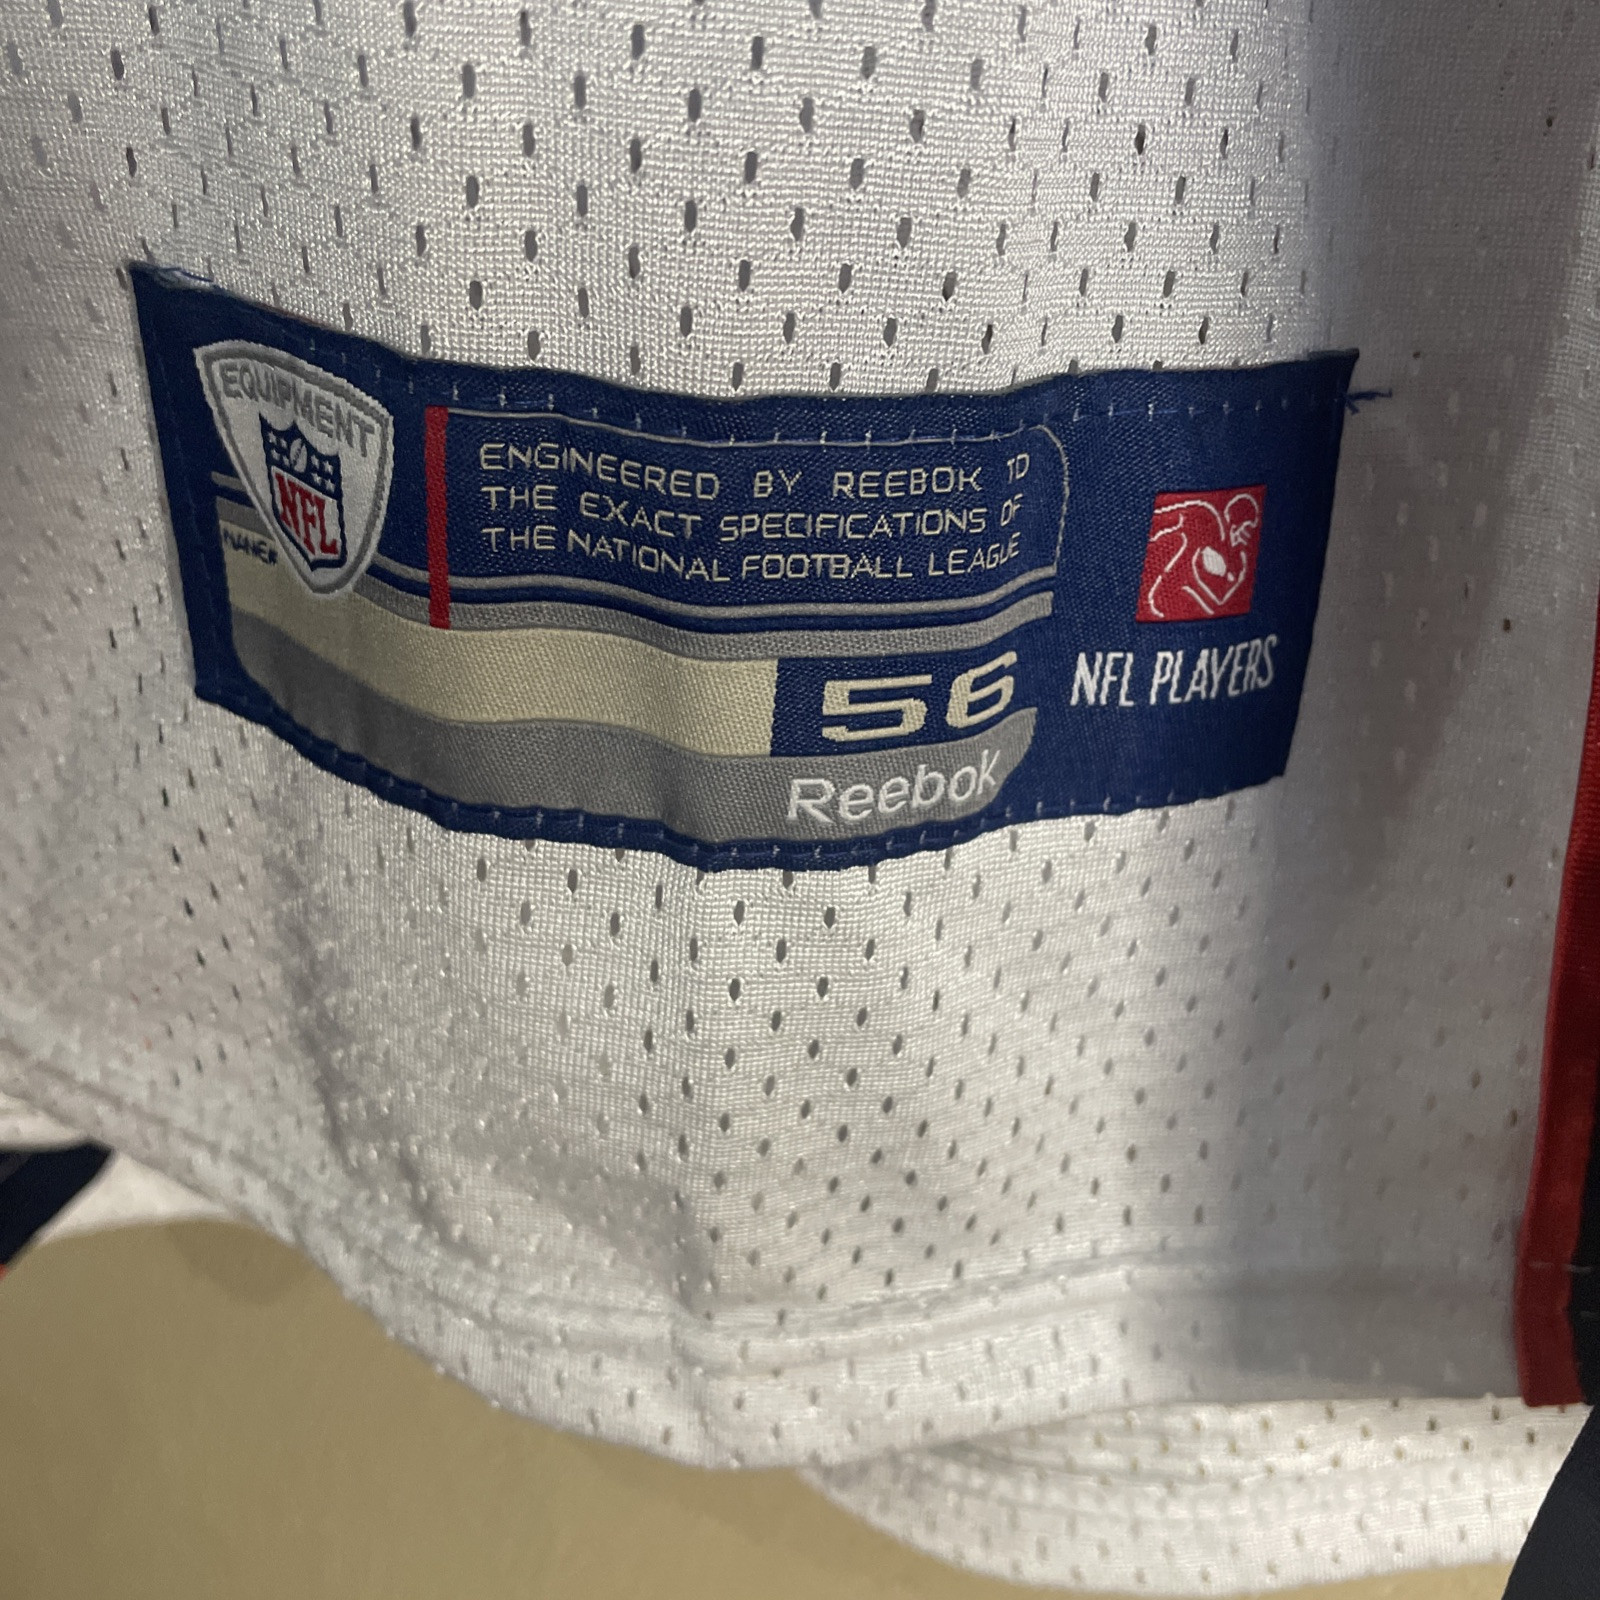 EQUIPMENT
NFL
ENGINEERED BY REEBOK TO
THE EXACT SPECIFICATIONS OF
THE NATIONAL FOOTBALL LEAGUE
56
Reebok
NFL PLAYERS